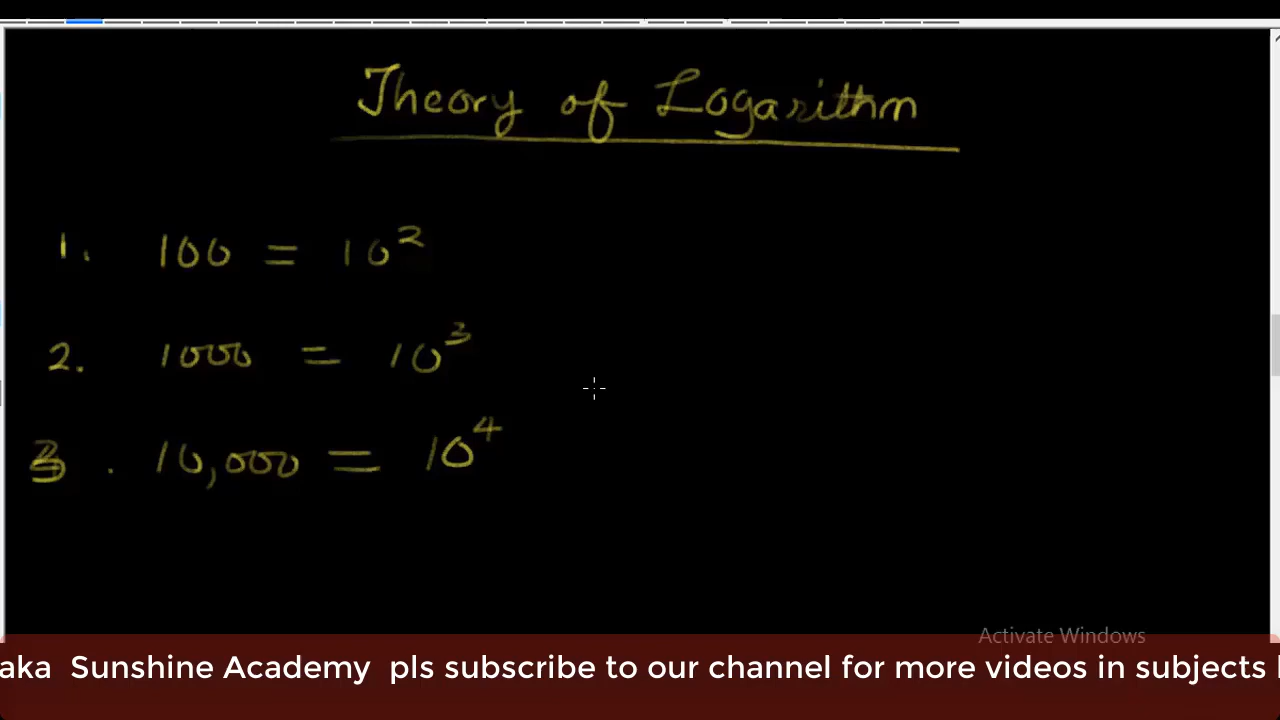 Theory of Logarithm
1. 100 = 10²
2. 1000 = 10³
3. 10,000 = 10⁴
Activate Windows
aka Sunshine Academy pls subscribe to our channel for more videos in subjects